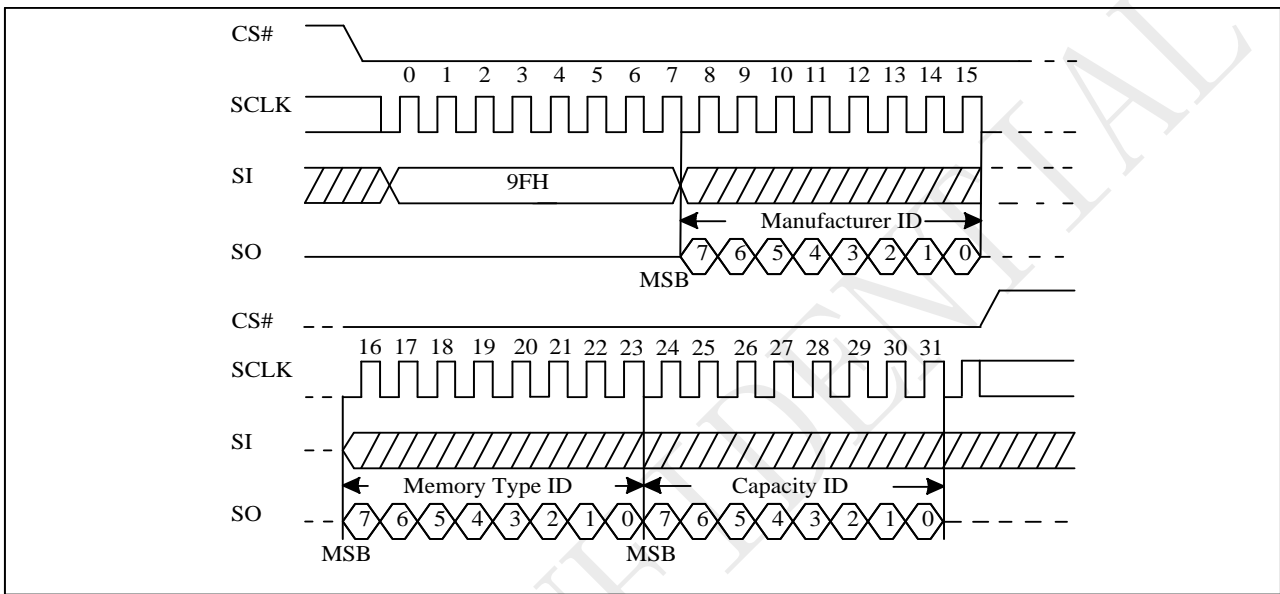 CS#
0 1 2 3 4 5 6 7 8 9 10 11 12 13 14 15
SCLK
SI
9FH
Manufacturer ID
SO
7 6 5 4 3 2 1 0
MSB
CS#
16 17 18 19 20 21 22 23 24 25 26 27 28 29 30 31
SCLK
SI
Memory Type ID Capacity ID
SO
7 6 5 4 3 2 1 0 7 6 5 4 3 2 1 0
MSB MSB